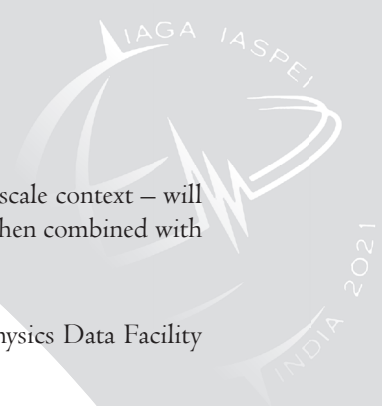 IAGA IASPEI
scale context – will
hen combined with
INDIA 2021
hysics Data Facility